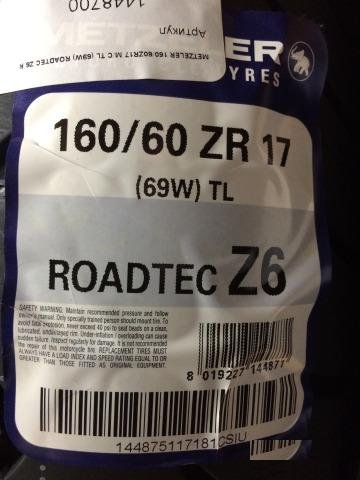 1448700
Артикул
METZELER 160/60ZR17 M/C TL (69W) ROADTEC Z6 R
METZELER
TYRES
160/60 ZR 17
(69W) TL
ROADTEC Z6
SAFETY WARNING. Maintain recommended pressure and follow
owner's manual. Only specially trained person should mount tire. To
avoid fatal explosion, never exceed 40 psi to seat beads on a clean,
lubricated, undamaged rim. Under-inflation / overloading can cause
sudden failure. Inspect regularly for damage. It is not recommended
the repair of this motorcycle tire. REPLACEMENT TIRES MUST
ALWAYS HAVE A LOAD INDEX AND SPEED RATING EQUAL TO OR
GREATER THAN THOSE FITTED AS ORIGINAL EQUIPMENT.
8 019227 144877
144875117181CSIU